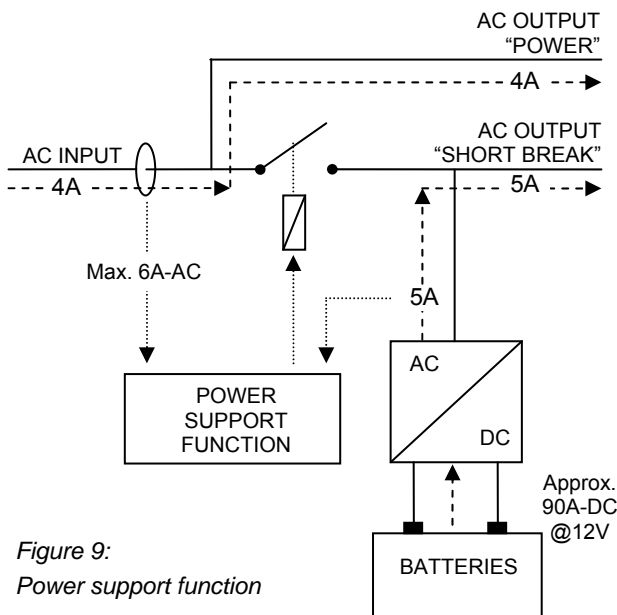 AC OUTPUT
“POWER”
4A
AC INPUT
AC OUTPUT
“SHORT BREAK”
4A
5A
Max. 6A-AC
5A
POWER
SUPPORT
FUNCTION
AC
DC
Approx.
90A-DC
@12V
BATTERIES
Figure 9:
Power support function